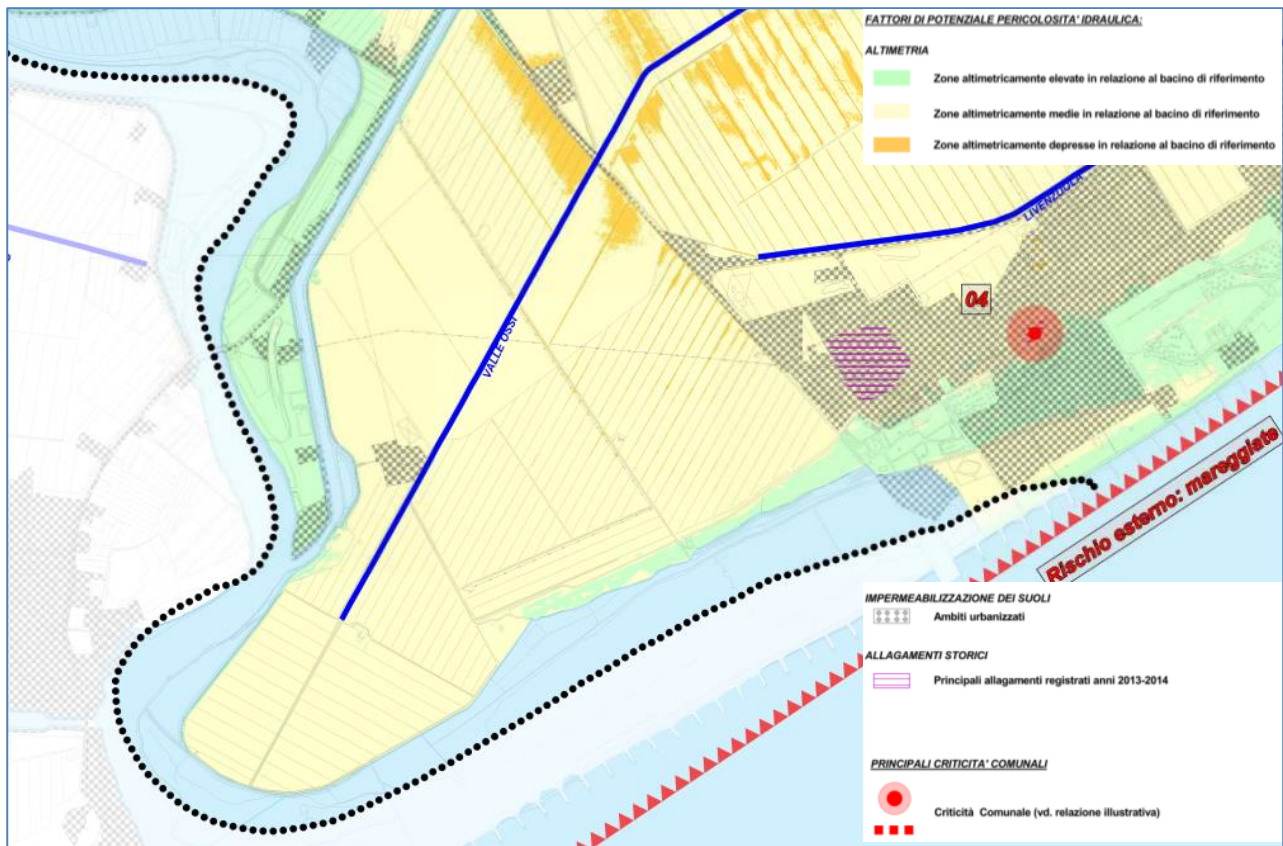 FATTORI DI POTENZIALE PERICOLOSITA' IDRAULICA:
ALTIMETRIA
Zone altimetricamente elevate in relazione al bacino di riferimento
Zone altimetricamente medie in relazione al bacino di riferimento
Zone altimetricamente depresse in relazione al bacino di riferimento
LIVENZUOLA
04
VALLE OSSI
Rischio esterno: mareggiate
IMPERMEABILIZZAZIONE DEI SUOLI
Ambiti urbanizzati
ALLAGAMENTI STORICI
Principali allagamenti registrati anni 2013-2014
PRINCIPALI CRITICITA' COMUNALI
Criticità Comunale (vd. relazione illustrativa)